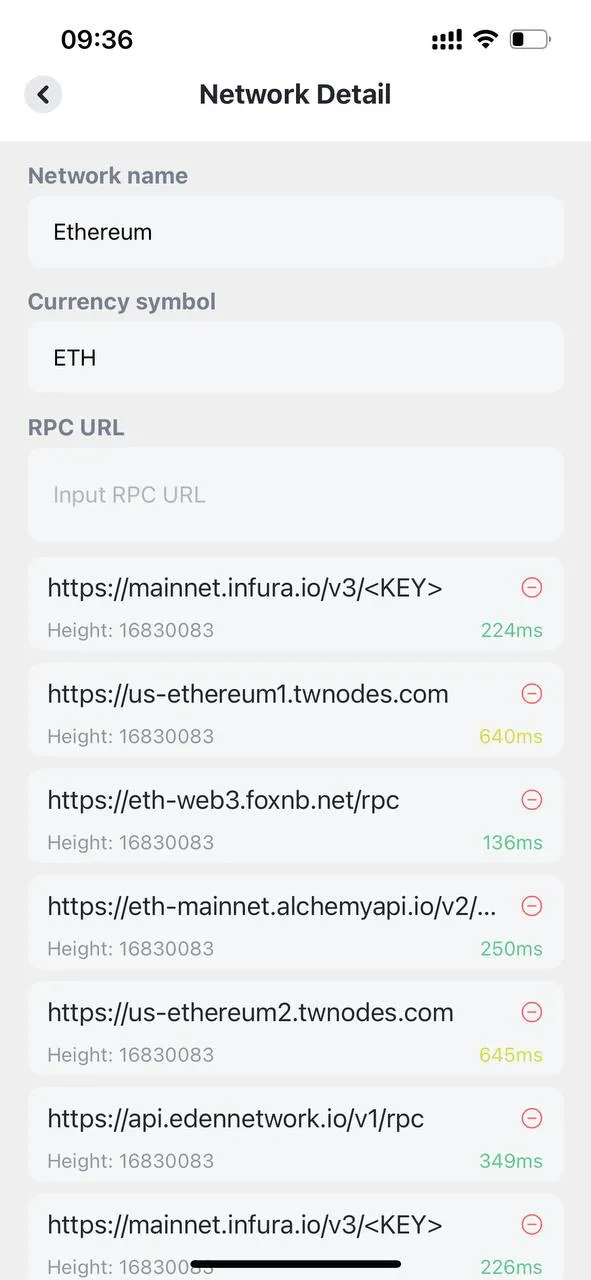 09:36
Network Detail
Network name
Ethereum
Currency symbol
ETH
RPC URL
Input RPC URL
https://mainnet.infura.io/v3/<KEY>
Height: 16830083
224ms
https://us-ethereum1.twnodes.com
Height: 16830083
640ms
https://eth-web3.foxnb.net/rpc
Height: 16830083
136ms
https://eth-mainnet.alchemyapi.io/v2/...
Height: 16830083
250ms
https://us-ethereum2.twnodes.com
Height: 16830083
645ms
https://api.edennetwork.io/v1/rpc
Height: 16830083
349ms
https://mainnet.infura.io/v3/<KEY>
Height: 16830083
226ms